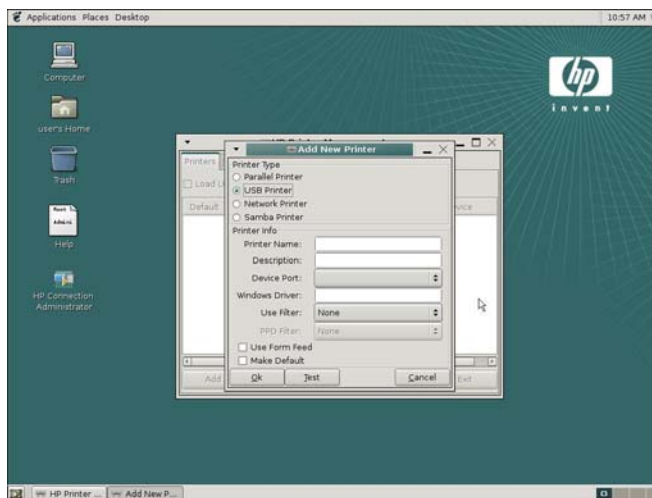 Applications Places Desktop
10:57 AM
Computer
user's Home
Trash
Help
HP Connection
Administrator
hp
invent
Printers
Default
Add
Exit
Add New Printer
Printer Type
Parallel Printer
USB Printer
Network Printer
Samba Printer
Printer Info
Printer Name:
Description:
Device Port:
Windows Driver:
Use Filter: None
PPD Filter: None
Use Form Feed
Make Default
Ok Test Cancel
HP Printer ... Add New P...